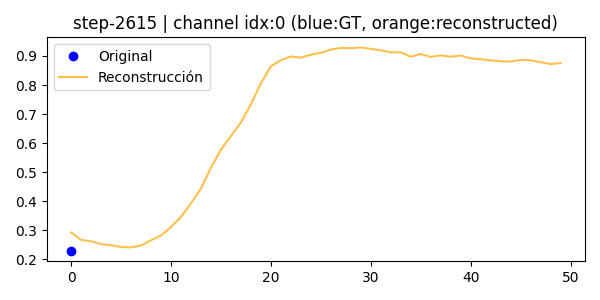 step-2615 | channel idx:0 (blue:GT, orange:reconstructed)
Original
Reconstrucción
0.9
0.8
0.7
0.6
0.5
0.4
0.3
0.2
0 10 20 30 40 50